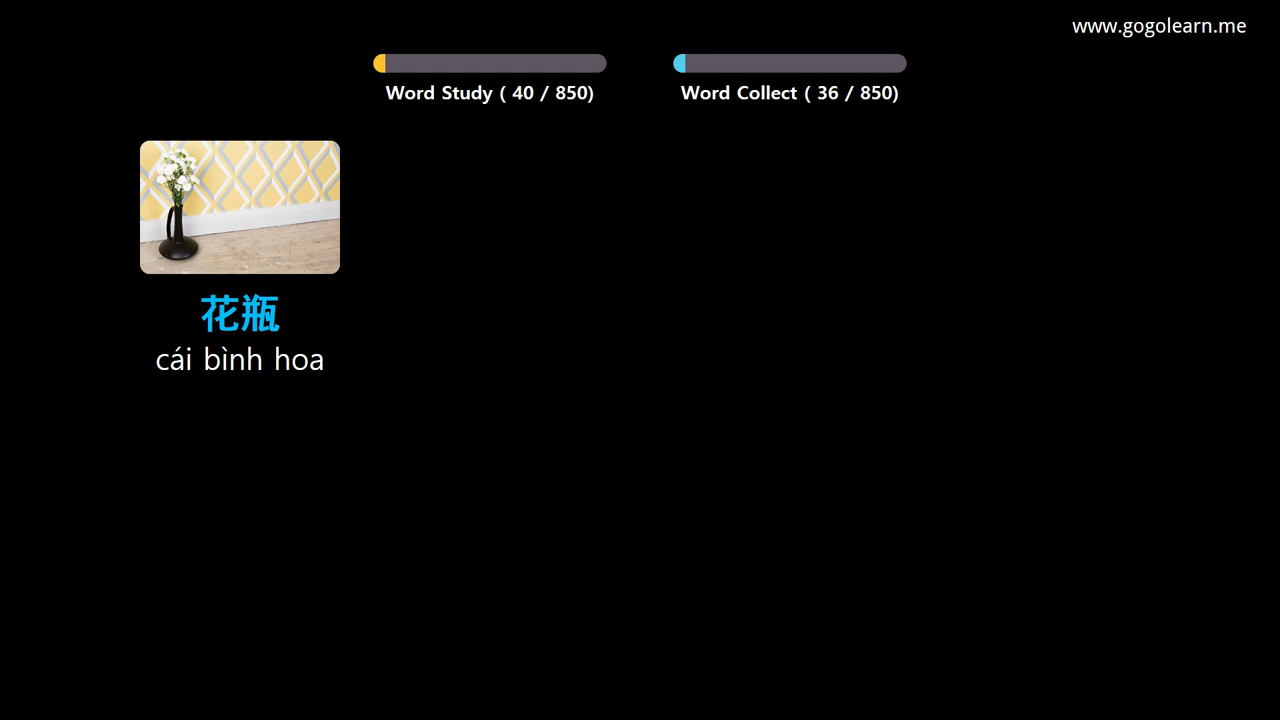 www.gogolearn.me
Word Study ( 40 / 850)
Word Collect ( 36 / 850)
花瓶
cái bình hoa